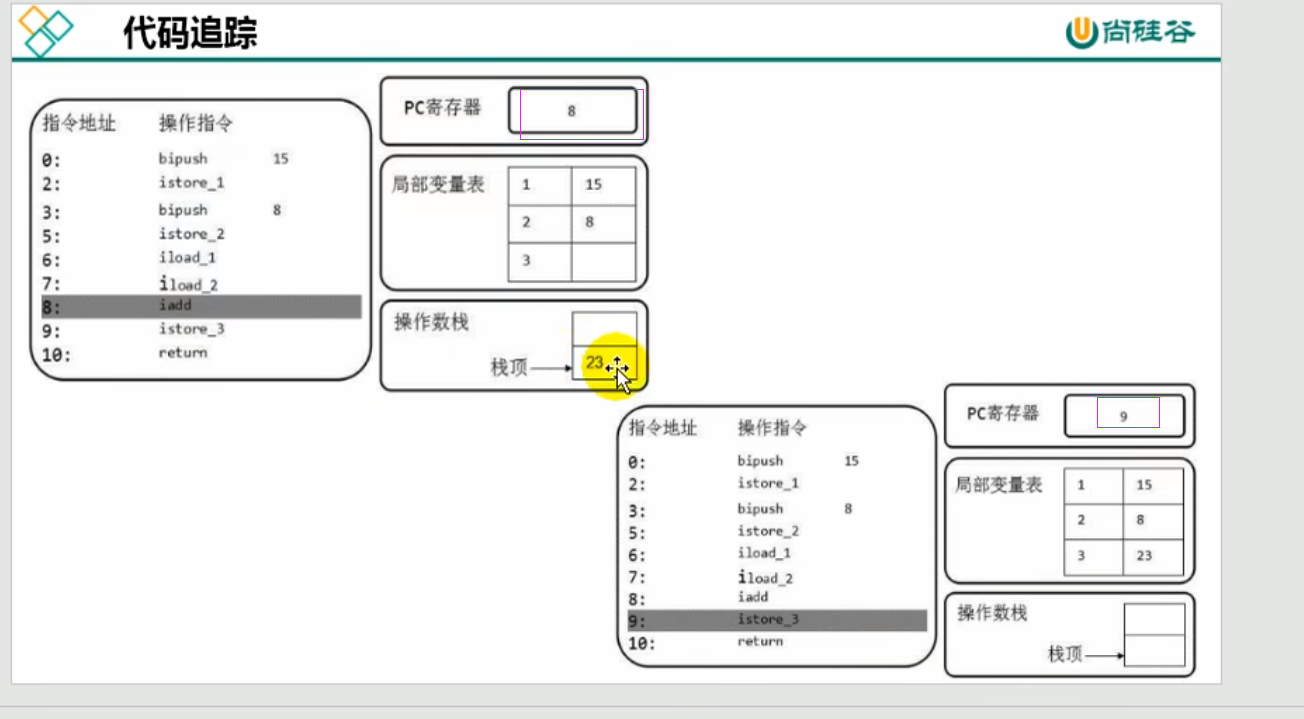 代码追踪
尚硅谷
指令地址 操作指令
0: bipush 15
2: istore_1
3: bipush 8
5: istore_2
6: iload_1
7: iload_2
8: iadd
9: istore_3
10: return
PC寄存器 8
局部变量表 1 15
2 8
3
操作数栈
栈顶 23
指令地址 操作指令
0: bipush 15
2: istore_1
3: bipush 8
5: istore_2
6: iload_1
7: iload_2
8: iadd
9: istore_3
10: return
PC寄存器 9
局部变量表 1 15
2 8
3 23
操作数栈
栈顶